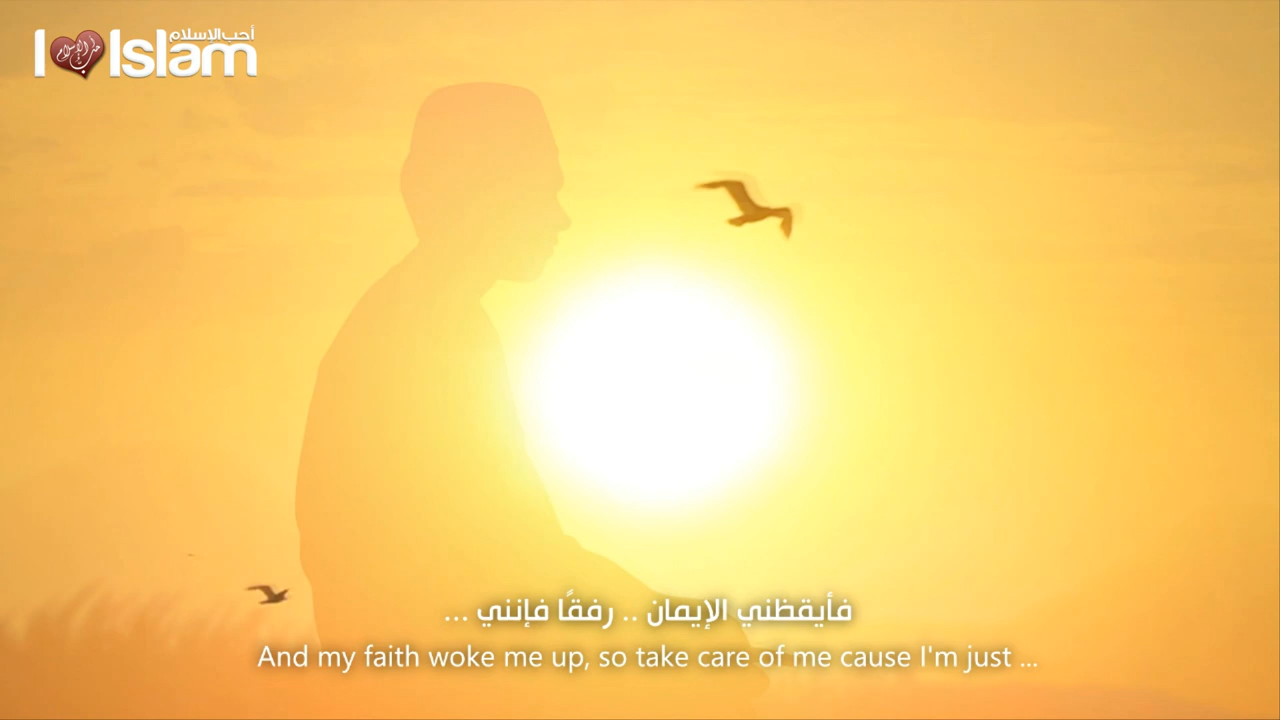 أحب الإسلام
I Islam
فأيقظني الإيمان .. رفقًا فإنني ...
And my faith woke me up, so take care of me cause I'm just ...